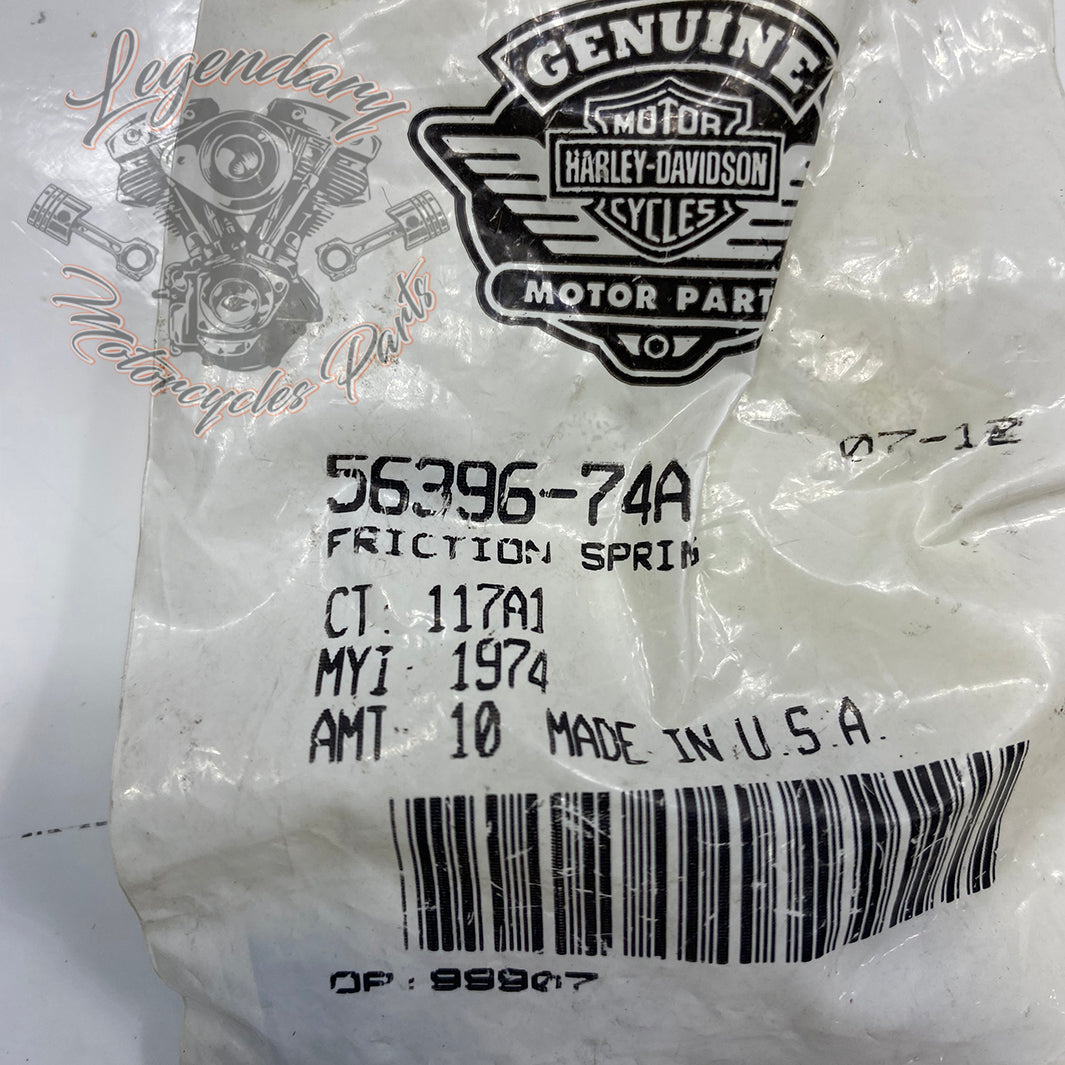 Legendary
Motorcycles Parts
GENUINE
MOTOR
HARLEY-DAVIDSON
CYCLES
MOTOR PART
07-12
56396-74A
FRICTION SPRIN
CT: 117A1
MYI: 1974
AMT: 10 MADE IN U.S.A.
OP: 99907